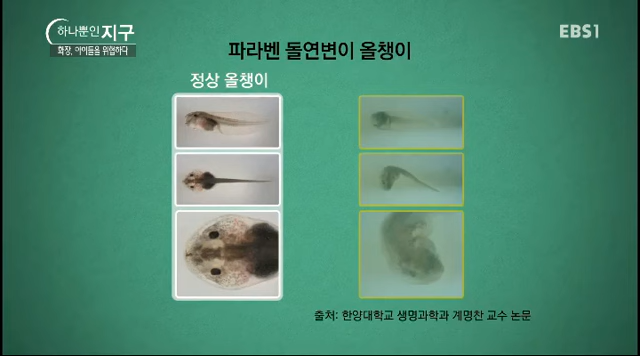 하나뿐인 지구
화장, 아이들을 위협하다
EBS1
파라벤 돌연변이 올챙이
정상 올챙이
출처: 한양대학교 생명과학과 계명찬 교수 논문